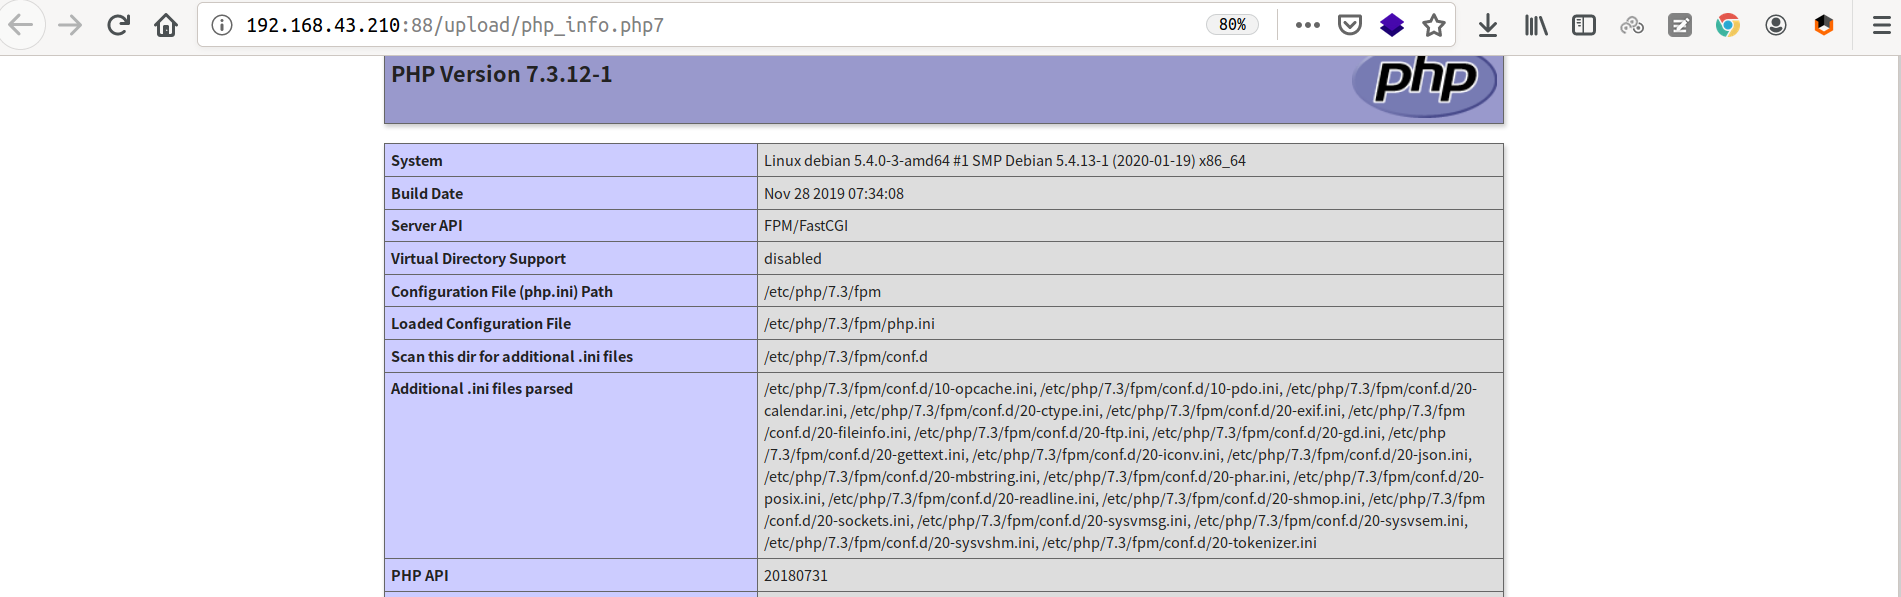 192.168.43.210:88/upload/php_info.php7
80%
PHP Version 7.3.12-1
php
System
Linux debian 5.4.0-3-amd64 #1 SMP Debian 5.4.13-1 (2020-01-19) x86_64
Build Date
Nov 28 2019 07:34:08
Server API
FPM/FastCGI
Virtual Directory Support
disabled
Configuration File (php.ini) Path
/etc/php/7.3/fpm
Loaded Configuration File
/etc/php/7.3/fpm/php.ini
Scan this dir for additional .ini files
/etc/php/7.3/fpm/conf.d
Additional .ini files parsed
/etc/php/7.3/fpm/conf.d/10-opcache.ini, /etc/php/7.3/fpm/conf.d/10-pdo.ini, /etc/php/7.3/fpm/conf.d/20-
calendar.ini, /etc/php/7.3/fpm/conf.d/20-ctype.ini, /etc/php/7.3/fpm/conf.d/20-exif.ini, /etc/php/7.3/fpm
/conf.d/20-fileinfo.ini, /etc/php/7.3/fpm/conf.d/20-ftp.ini, /etc/php/7.3/fpm/conf.d/20-gd.ini, /etc/php
/7.3/fpm/conf.d/20-gettext.ini, /etc/php/7.3/fpm/conf.d/20-iconv.ini, /etc/php/7.3/fpm/conf.d/20-json.ini,
/etc/php/7.3/fpm/conf.d/20-mbstring.ini, /etc/php/7.3/fpm/conf.d/20-phar.ini, /etc/php/7.3/fpm/conf.d/20-
posix.ini, /etc/php/7.3/fpm/conf.d/20-readline.ini, /etc/php/7.3/fpm/conf.d/20-shmop.ini, /etc/php/7.3/fpm
/conf.d/20-sockets.ini, /etc/php/7.3/fpm/conf.d/20-sysvmsg.ini, /etc/php/7.3/fpm/conf.d/20-sysvsem.ini,
/etc/php/7.3/fpm/conf.d/20-sysvshm.ini, /etc/php/7.3/fpm/conf.d/20-tokenizer.ini
PHP API
20180731